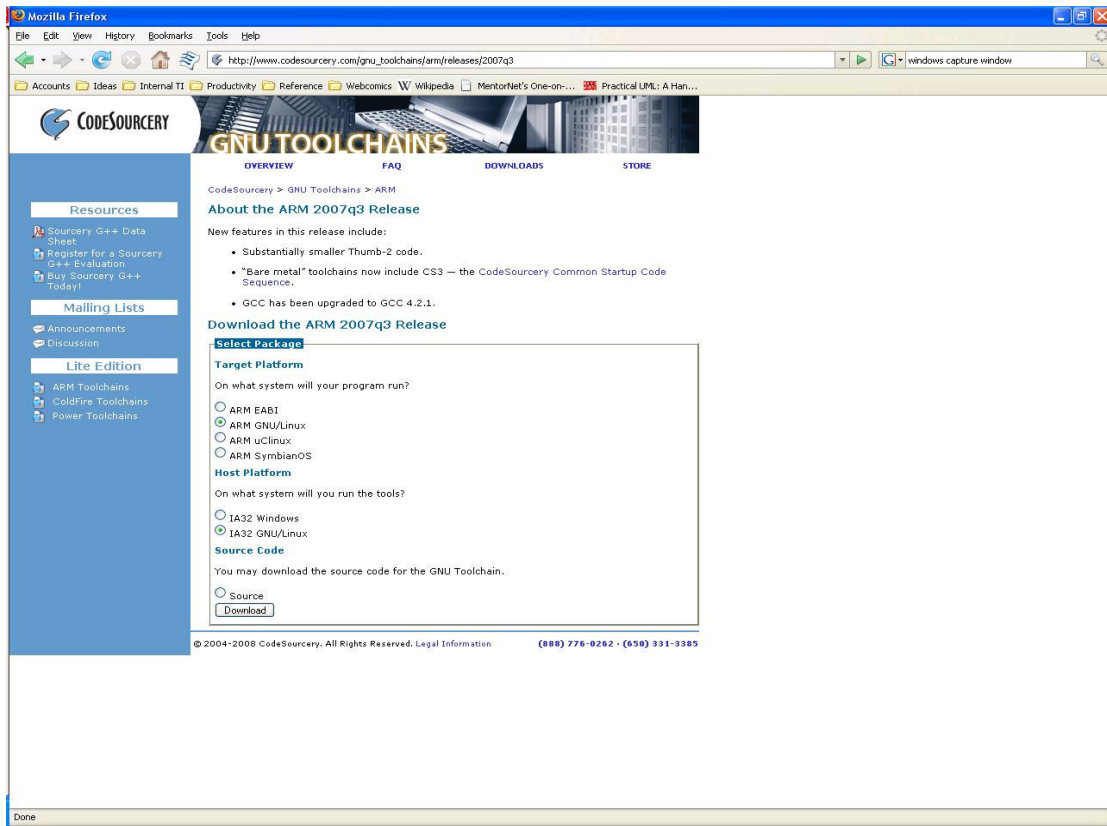 Mozilla Firefox
File Edit View History Bookmarks Tools Help
http://www.codesourcery.com/gnu_toolchains/arm/releases/2007q3
windows capture window
Accounts Ideas Internal TI Productivity Reference Webcomics Wikipedia MentorNet's One-on-... Practical UML: A Han...
CODESOURCERY
GNU TOOLCHAINS
OVERVIEW FAQ DOWNLOADS STORE
CodeSourcery > GNU Toolchains > ARM
Resources
Sourcery G++ Data
Sheet
Register for a Sourcery
G++ Evaluation
Buy Sourcery G++
Today!
Mailing Lists
Announcements
Discussion
Lite Edition
ARM Toolchains
ColdFire Toolchains
Power Toolchains
About the ARM 2007q3 Release
New features in this release include:
• Substantially smaller Thumb-2 code.
• "Bare metal" toolchains now include CS3 — the CodeSourcery Common Startup Code
Sequence.
• GCC has been upgraded to GCC 4.2.1.
Download the ARM 2007q3 Release
Select Package
Target Platform
On what system will your program run?
ARM EABI
ARM GNU/Linux
ARM uClinux
ARM SymbianOS
Host Platform
On what system will you run the tools?
IA32 Windows
IA32 GNU/Linux
Source Code
You may download the source code for the GNU Toolchain.
Source
Download
© 2004-2008 CodeSourcery. All Rights Reserved. Legal Information (888) 776-0262 · (650) 331-3385
Done